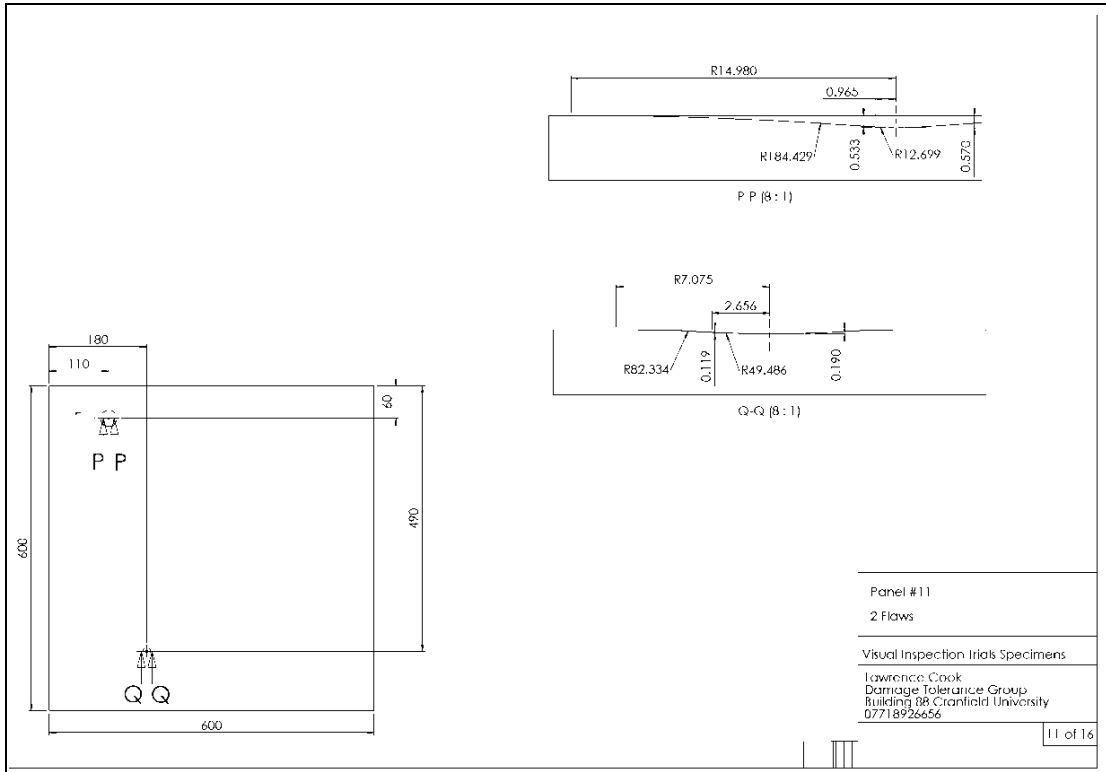 R14.980
0.965
R184.429
0.533
R12.699
0.570
P P (8 : 1)
R7.075
2.656
R82.334
0.119
R49.486
0.190
Q-Q (8 : 1)
180
110
60
P P
490
600
Q Q
600
Panel #11
2 Flaws
Visual Inspection Trials Specimens
Lawrence Cook
Damage Tolerance Group
Building 88 Cranfield University
07718926656
11 of 16